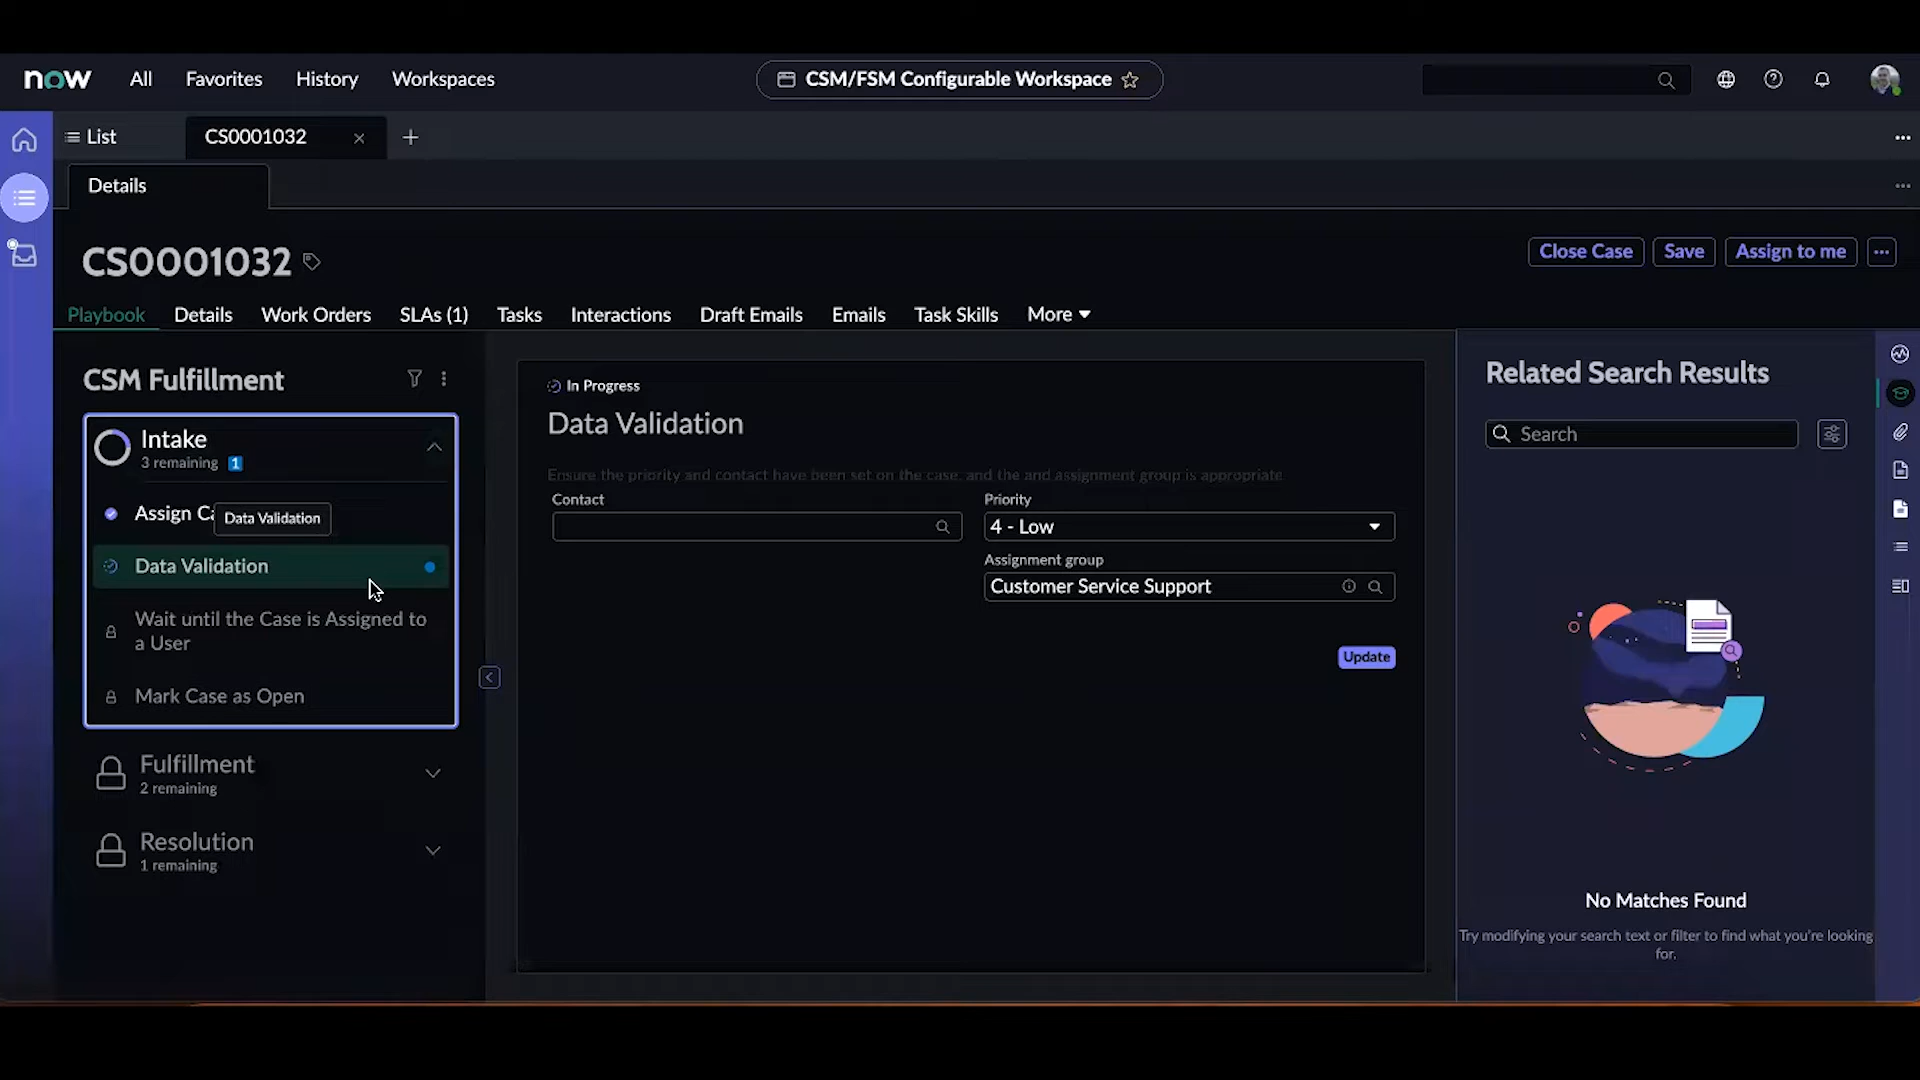 now
All
Favorites
History
Workspaces
CSM/FSM Configurable Workspace
List
CS0001032
Details
CS0001032
Close Case
Save
Assign to me
Playbook
Details
Work Orders
SLAs (1)
Tasks
Interactions
Draft Emails
Emails
Task Skills
More
CSM Fulfillment
Intake
3 remaining 1
Assign Ca
Data Validation
Data Validation
Wait until the Case is Assigned to
a User
Mark Case as Open
Fulfillment
2 remaining
Resolution
1 remaining
In Progress
Data Validation
Ensure the priority and contact have been set on the case, and the and assignment group is appropriate.
Contact
Priority
4 - Low
Assignment group
Customer Service Support
Update
Related Search Results
Search
No Matches Found
Try modifying your search text or filter to find what you're looking
for.